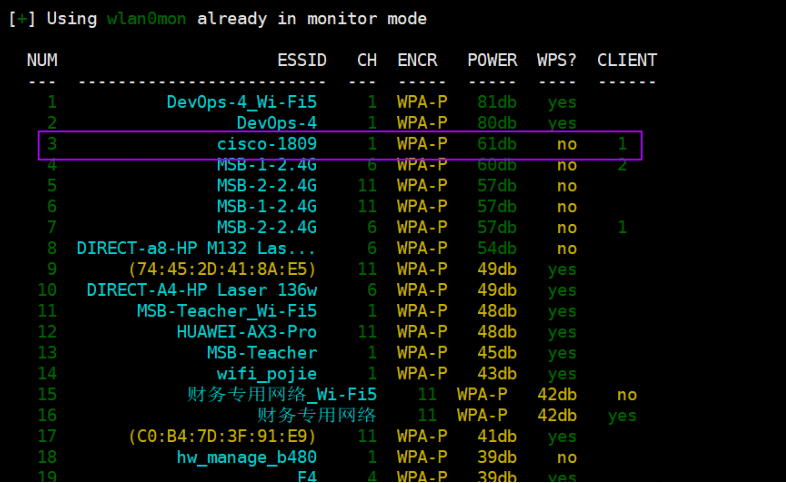 [+] Using wlan0mon already in monitor mode
NUM ESSID CH ENCR POWER WPS? CLIENT
--- ------------------------- --- ----- ----- ---- ------
1 DevOps-4_Wi-Fi5 1 WPA-P 81db yes
2 DevOps-4 1 WPA-P 80db yes
3 cisco-1809 1 WPA-P 61db no 1
4 MSB-1-2.4G 6 WPA-P 60db no 2
5 MSB-2-2.4G 11 WPA-P 57db no
6 MSB-1-2.4G 11 WPA-P 57db no
7 MSB-2-2.4G 6 WPA-P 57db no 1
8 DIRECT-a8-HP M132 Las... 6 WPA-P 54db no
9 (74:45:2D:41:8A:E5) 11 WPA-P 49db yes
10 DIRECT-A4-HP Laser 136w 6 WPA-P 49db yes
11 MSB-Teacher_Wi-Fi5 1 WPA-P 48db yes
12 HUAWEI-AX3-Pro 11 WPA-P 48db yes
13 MSB-Teacher 1 WPA-P 45db yes
14 wifi_pojie 1 WPA-P 43db yes
15 财务专用网络_Wi-Fi5 11 WPA-P 42db no
16 财务专用网络 11 WPA-P 42db yes
17 (C0:B4:7D:3F:91:E9) 11 WPA-P 41db yes
18 hw_manage_b480 1 WPA-P 39db no
19 F4 4 WPA-P 39db yes